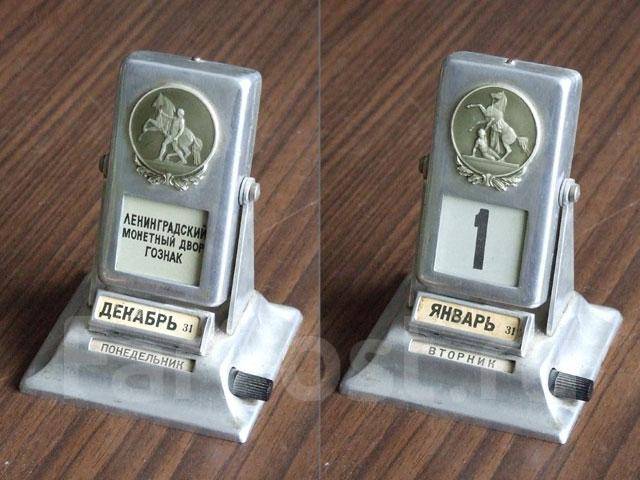 ЛЕНИНГРАДСКИЙ
МОНЕТНЫЙ ДВОР
ГОЗНАК
ДЕКАБРЬ 31
ПОНЕДЕЛЬНИК
1
ЯНВАРЬ 31
ВТОРНИК